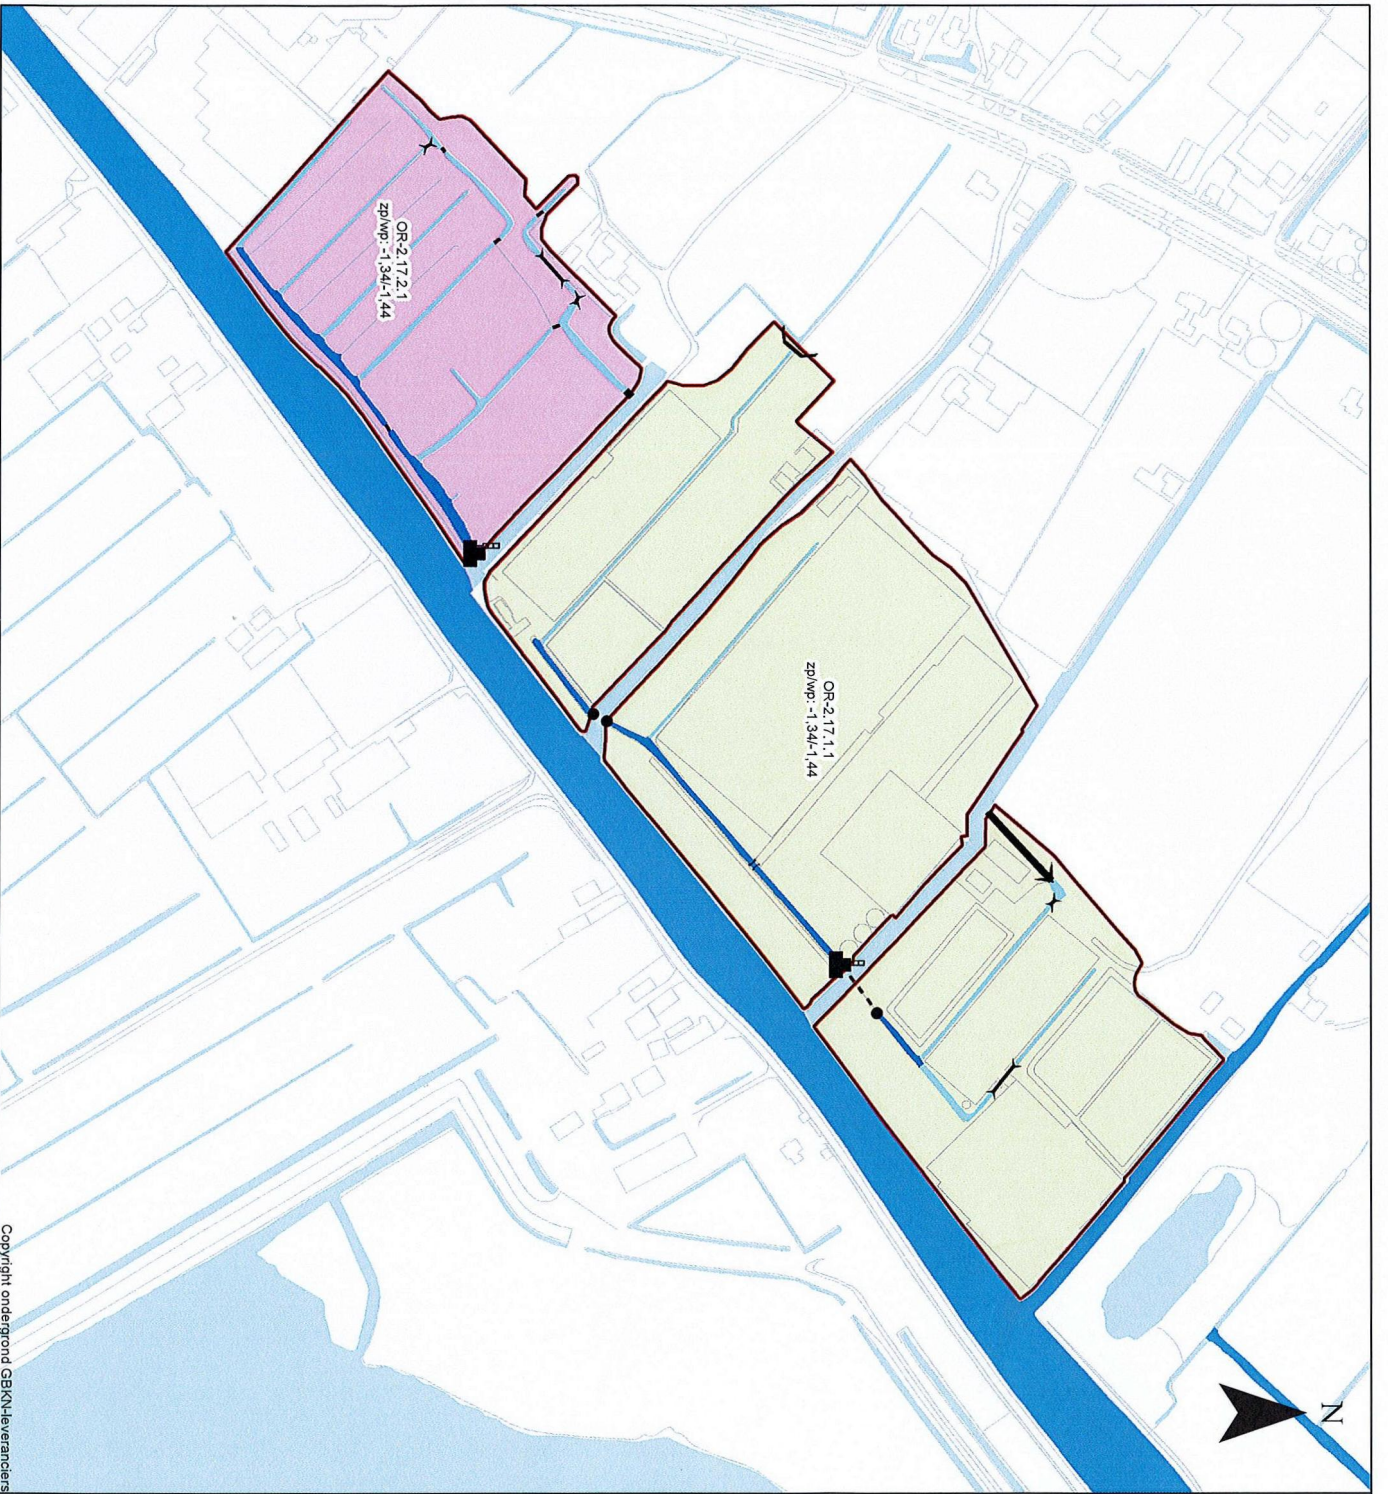 OR-2.17.2.1
zp/wp: -1,34/-1,44
OR-2.17.1.1
zp/wp: -1,34/-1,44
N
Copyright ondergrond GBKN-leveranciers